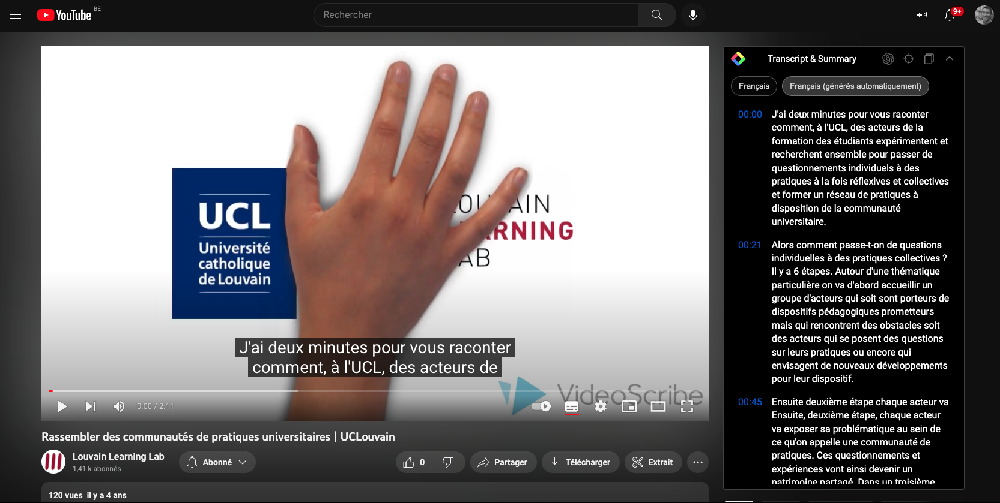 YouTube BE
Rechercher
9+
UCL
Université
catholique
de Louvain
OUVAIN
RNING
AB
J'ai deux minutes pour vous raconter
comment, à l'UCL, des acteurs de
VideoScribe
0:00 / 2:11
Rassembler des communautés de pratiques universitaires | UCLouvain
Louvain Learning Lab
1,41 k abonnés
Abonné
0
Partager
Télécharger
Extrait
120 vues il y a 4 ans
Transcript & Summary
Français
Français (générés automatiquement)
00:00
J'ai deux minutes pour vous raconter
comment, à l'UCL, des acteurs de la
formation des étudiants expérimentent et
recherchent ensemble pour passer de
questionnements individuels à des
pratiques à la fois réflexives et collectives
et former un réseau de pratiques à
disposition de la communauté
universitaire.
00:21
Alors comment passe-t-on de questions
individuelles à des pratiques collectives ?
Il y a 6 étapes. Autour d'une thématique
particulière on va d'abord accueillir un
groupe d'acteurs qui soit sont porteurs de
dispositifs pédagogiques prometteurs
mais qui rencontrent des obstacles soit
des acteurs qui se posent des questions
sur leurs pratiques ou encore qui
envisagent de nouveaux développements
pour leur dispositif.
00:45
Ensuite deuxième étape chaque acteur va
Ensuite, deuxième étape, chaque acteur
va exposer sa problématique au sein de
ce qu'on appelle une communauté de
pratiques. Ces questionnements et
expériences vont ainsi devenir un
patrimoine partagé. Dans un troisième